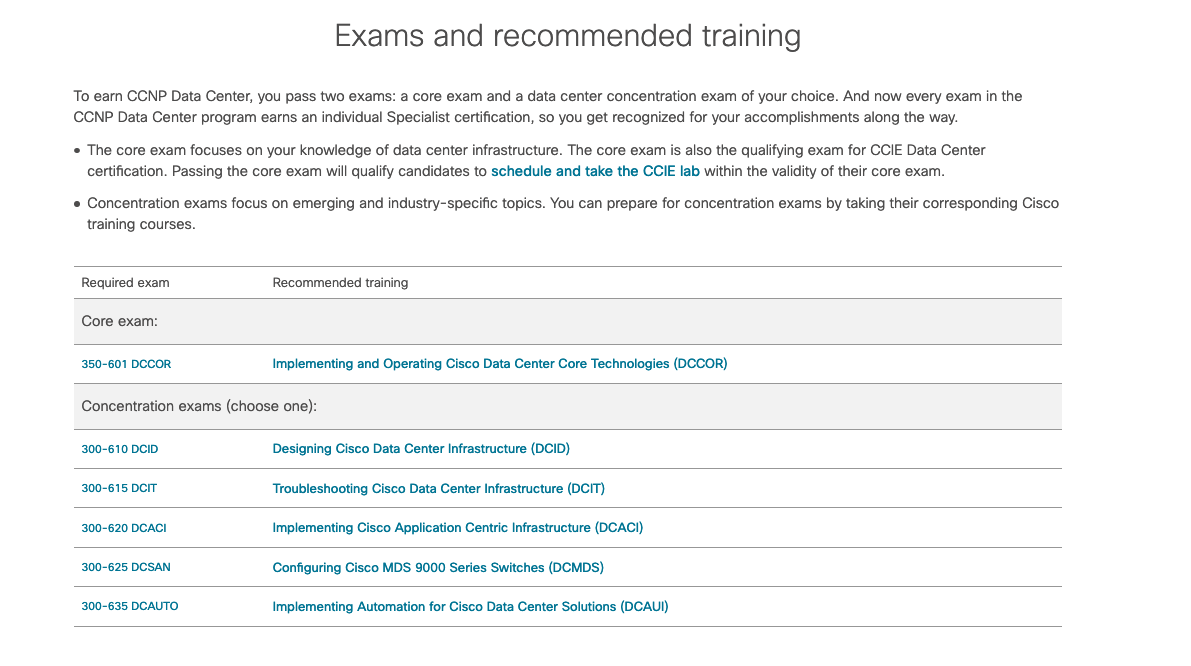 Exams and recommended training
To earn CCNP Data Center, you pass two exams: a core exam and a data center concentration exam of your choice. And now every exam in the
CCNP Data Center program earns an individual Specialist certification, so you get recognized for your accomplishments along the way.
• The core exam focuses on your knowledge of data center infrastructure. The core exam is also the qualifying exam for CCIE Data Center
certification. Passing the core exam will qualify candidates to schedule and take the CCIE lab within the validity of their core exam.
• Concentration exams focus on emerging and industry-specific topics. You can prepare for concentration exams by taking their corresponding Cisco
training courses.
Required exam Recommended training
Core exam:
350-601 DCCOR Implementing and Operating Cisco Data Center Core Technologies (DCCOR)
Concentration exams (choose one):
300-610 DCID Designing Cisco Data Center Infrastructure (DCID)
300-615 DCIT Troubleshooting Cisco Data Center Infrastructure (DCIT)
300-620 DCACI Implementing Cisco Application Centric Infrastructure (DCACI)
300-625 DCSAN Configuring Cisco MDS 9000 Series Switches (DCMDS)
300-635 DCAUTO Implementing Automation for Cisco Data Center Solutions (DCAUI)